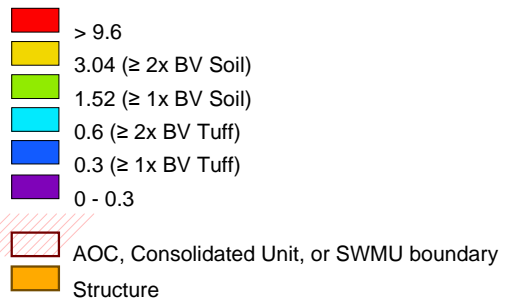 > 9.6
3.04 (≥ 2x BV Soil)
1.52 (≥ 1x BV Soil)
0.6 (≥ 2x BV Tuff)
0.3 (≥ 1x BV Tuff)
0 - 0.3
AOC, Consolidated Unit, or SWMU boundary
Structure